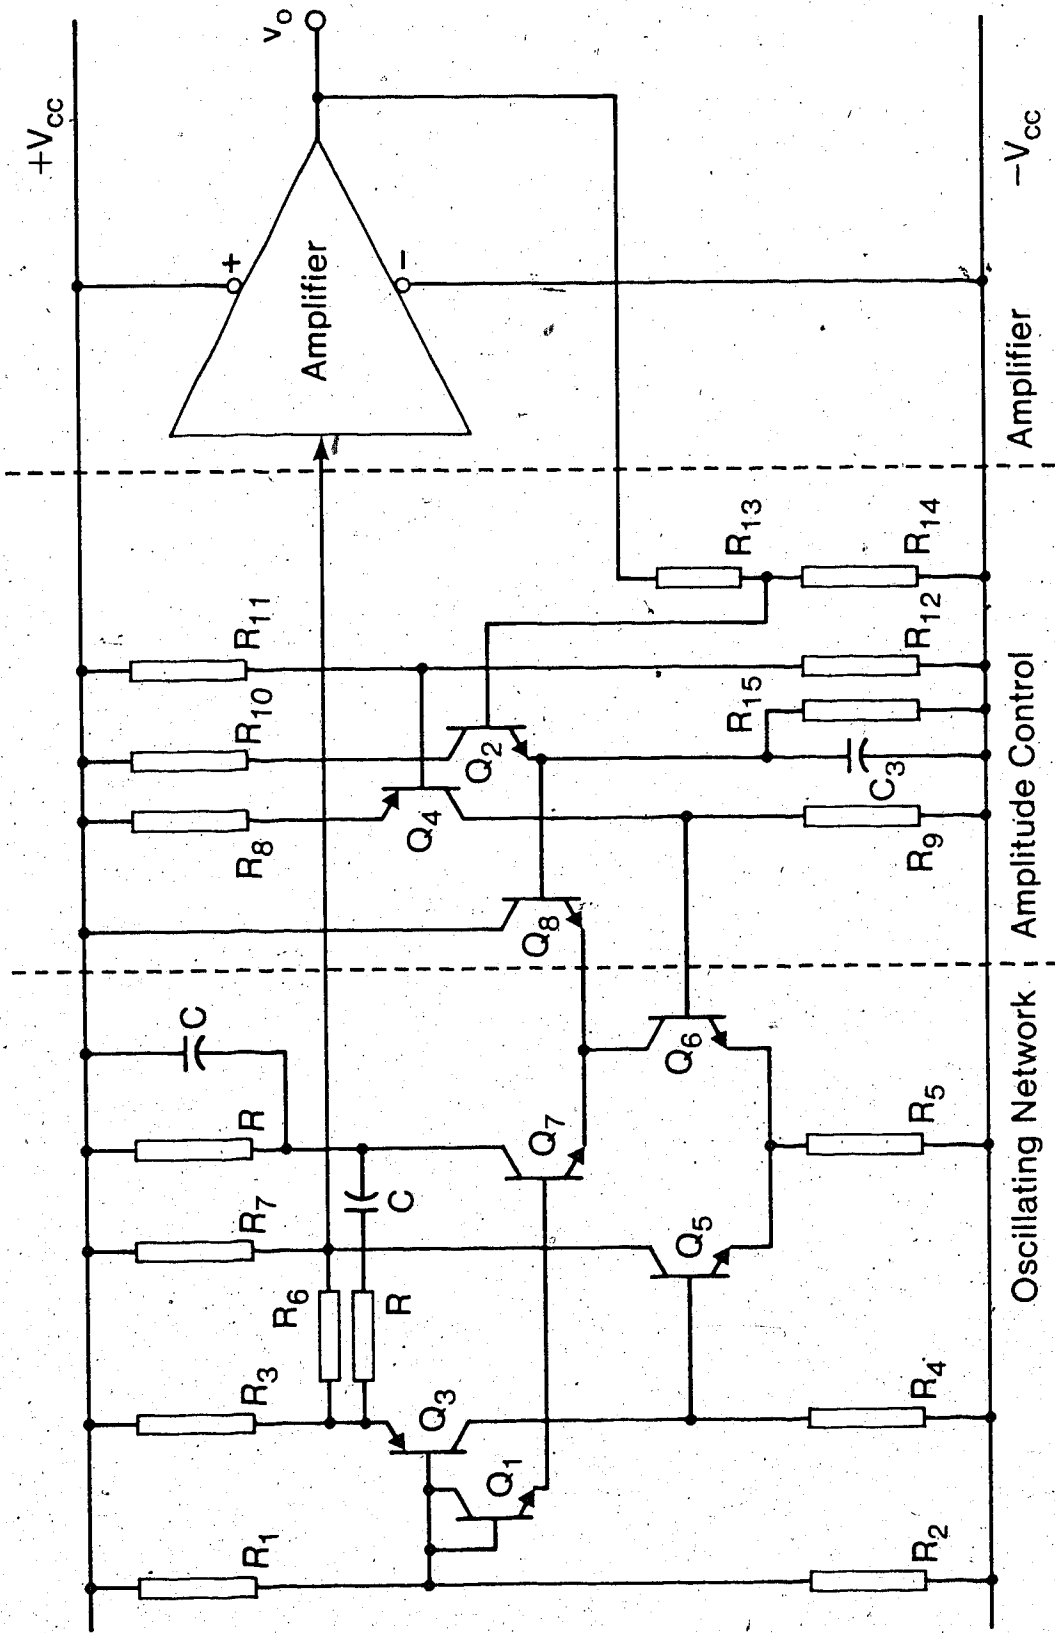 +Vcc
vo
+
Amplifier
−
R11
R10
R8
R13
Q2
Q4
R15
R14
R12
C3
R9
Q8
C
R
R7
C
R6
R
R3
Q7
Q6
Q5
R5
Q3
Q1
R4
R1
R2
−Vcc
Oscillating Network
Amplitude Control
Amplifier